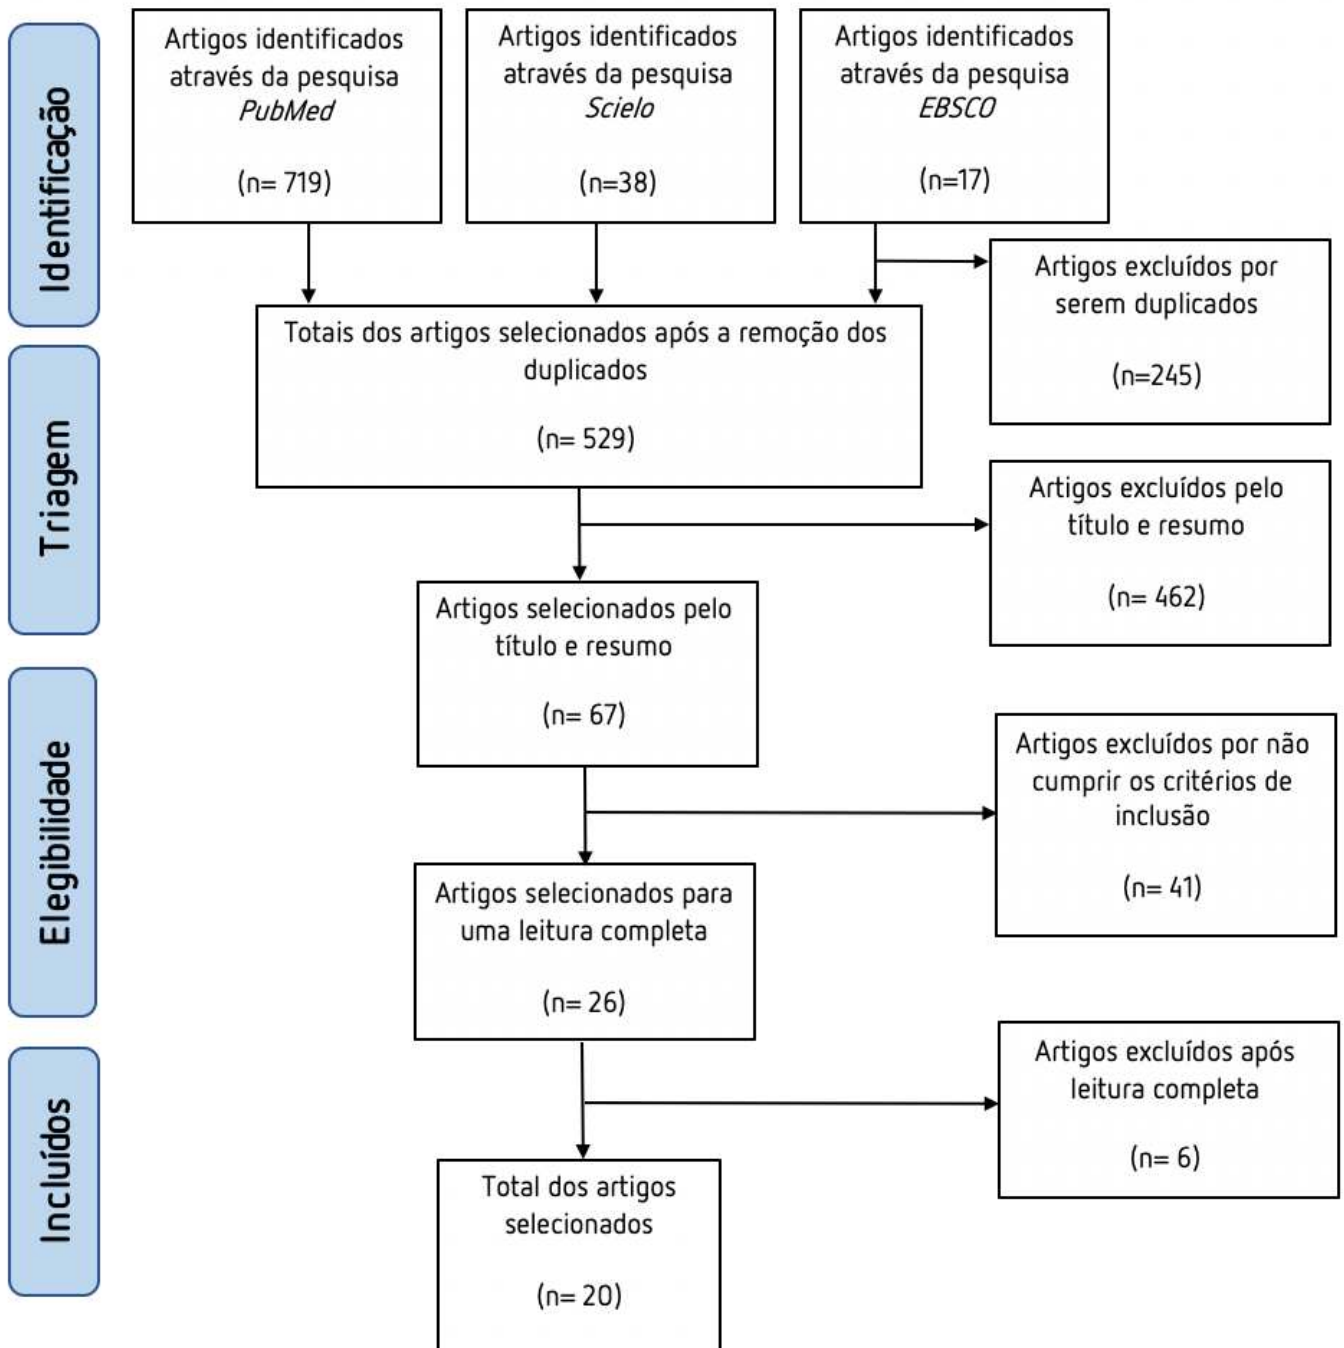 Identificação
Artigos identificados
através da pesquisa
PubMed
(n= 719)
Artigos identificados
através da pesquisa
Scielo
(n=38)
Artigos identificados
através da pesquisa
EBSCO
(n=17)
Artigos excluídos por
serem duplicados
(n=245)
Triagem
Totais dos artigos selecionados após a remoção dos
duplicados
(n= 529)
Artigos excluídos pelo
título e resumo
(n= 462)
Artigos selecionados pelo
título e resumo
(n= 67)
Elegibilidade
Artigos excluídos por não
cumprir os critérios de
inclusão
(n= 41)
Artigos selecionados para
uma leitura completa
(n= 26)
Incluídos
Artigos excluídos após
leitura completa
(n= 6)
Total dos artigos
selecionados
(n= 20)